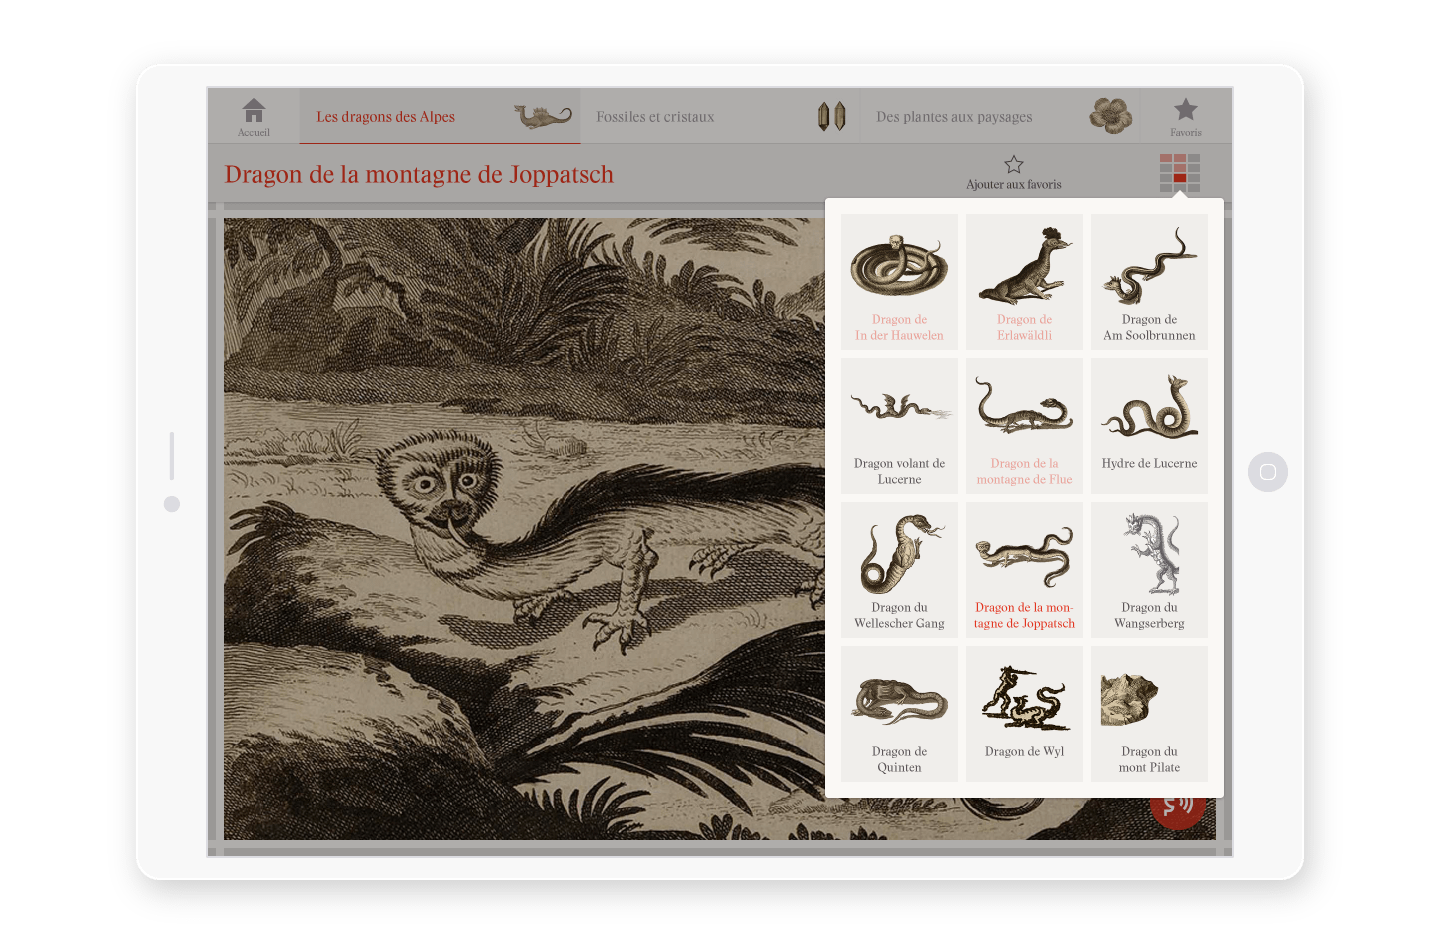 Accueil
Les dragons des Alpes
Fossiles et cristaux
Des plantes aux paysages
Favoris
Dragon de la montagne de Joppatsch
Ajouter aux favoris
Dragon de
In der Hauwelen
Dragon de
Erlawäldli
Dragon de
Am Soolbrunnen
Dragon volant de
Lucerne
Dragon de la
montagne de Flue
Hydre de Lucerne
Dragon du
Wellescher Gang
Dragon de la mon-
tagne de Joppatsch
Dragon du
Wangserberg
Dragon de
Quinten
Dragon de Wyl
Dragon du
mont Pilate